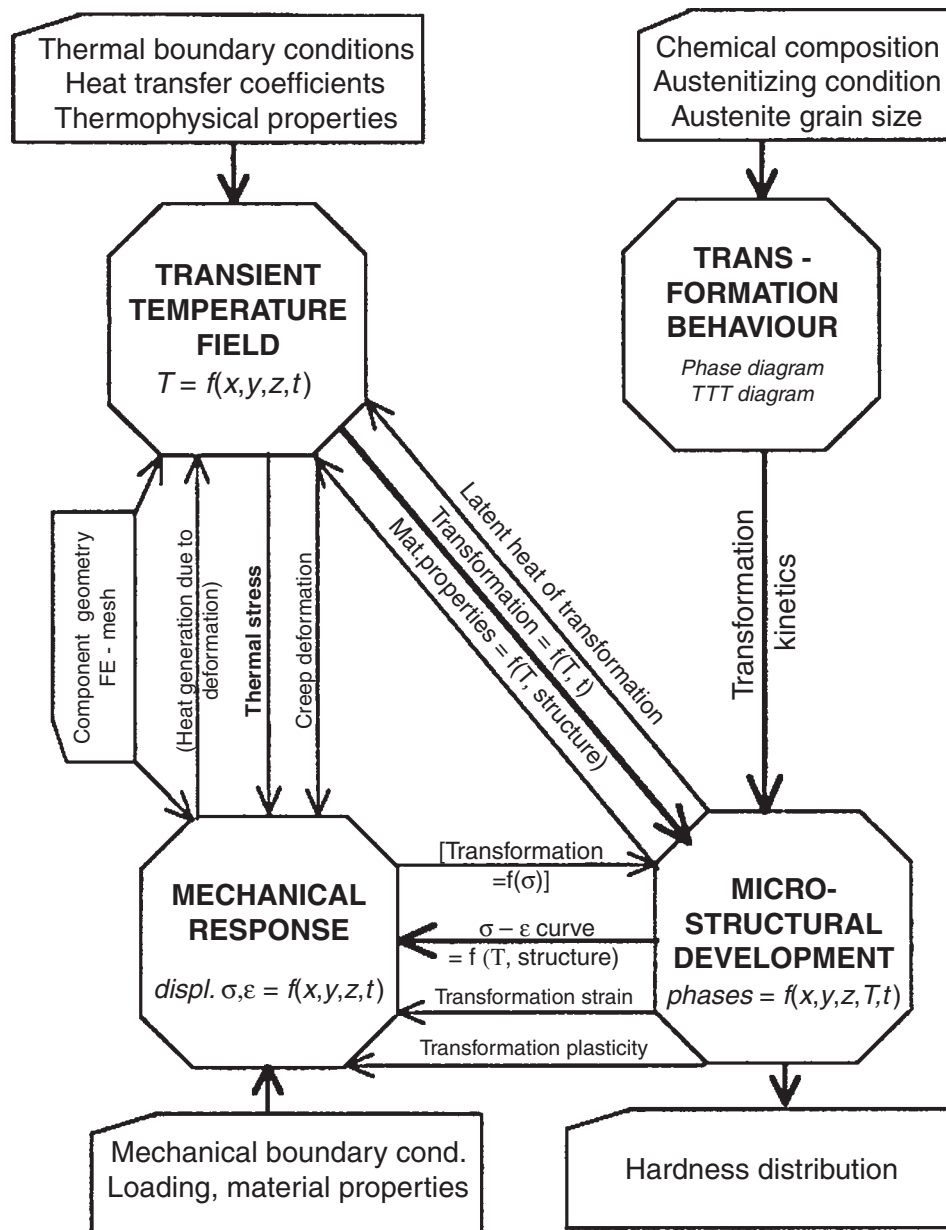 Thermal boundary conditions
Heat transfer coefficients
Thermophysical properties
Chemical composition
Austenitizing condition
Austenite grain size
TRANSIENT
TEMPERATURE
FIELD
T = f(x,y,z,t)
TRANS -
FORMATION
BEHAVIOUR
Phase diagram
TTT diagram
Component geometry
FE - mesh
(Heat generation due to
deformation)
Thermal stress
Creep deformation
Latent heat of transformation
Transformation = f(T, t)
Mat.properties = f(T, structure)
Transformation
kinetics
MECHANICAL
RESPONSE
displ. σ,ε = f(x,y,z,t)
[Transformation
=f(σ)]
σ – ε curve
= f (T, structure)
Transformation strain
Transformation plasticity
MICRO-
STRUCTURAL
DEVELOPMENT
phases = f(x,y,z,T,t)
Mechanical boundary cond.
Loading, material properties
Hardness distribution